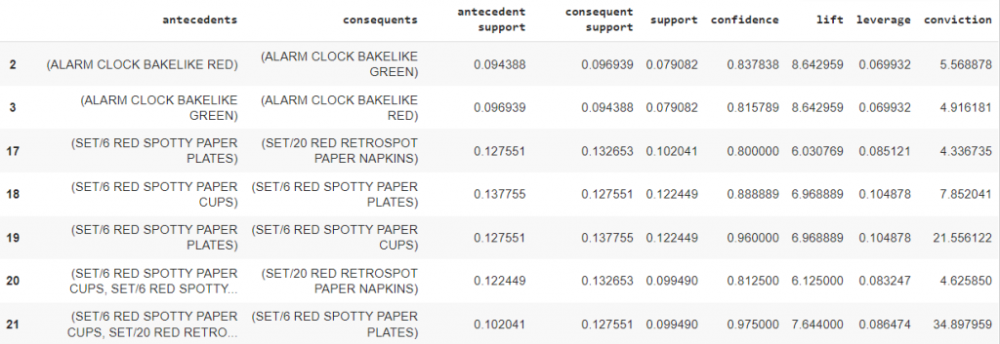 antecedents consequents antecedent support consequent support support confidence lift leverage conviction
2 (ALARM CLOCK BAKELIKE RED) (ALARM CLOCK BAKELIKE GREEN) 0.094388 0.096939 0.079082 0.837838 8.642959 0.069932 5.568878
3 (ALARM CLOCK BAKELIKE GREEN) (ALARM CLOCK BAKELIKE RED) 0.096939 0.094388 0.079082 0.815789 8.642959 0.069932 4.916181
17 (SET/6 RED SPOTTY PAPER PLATES) (SET/20 RED RETROSPOT PAPER NAPKINS) 0.127551 0.132653 0.102041 0.800000 6.030769 0.085121 4.336735
18 (SET/6 RED SPOTTY PAPER CUPS) (SET/6 RED SPOTTY PAPER PLATES) 0.137755 0.127551 0.122449 0.888889 6.968889 0.104878 7.852041
19 (SET/6 RED SPOTTY PAPER PLATES) (SET/6 RED SPOTTY PAPER CUPS) 0.127551 0.137755 0.122449 0.960000 6.968889 0.104878 21.556122
20 (SET/6 RED SPOTTY PAPER CUPS, SET/6 RED SPOTTY... (SET/20 RED RETROSPOT PAPER NAPKINS) 0.122449 0.132653 0.099490 0.812500 6.125000 0.083247 4.625850
21 (SET/6 RED SPOTTY PAPER CUPS, SET/20 RED RETRO... (SET/6 RED SPOTTY PAPER PLATES) 0.102041 0.127551 0.099490 0.975000 7.644000 0.086474 34.897959